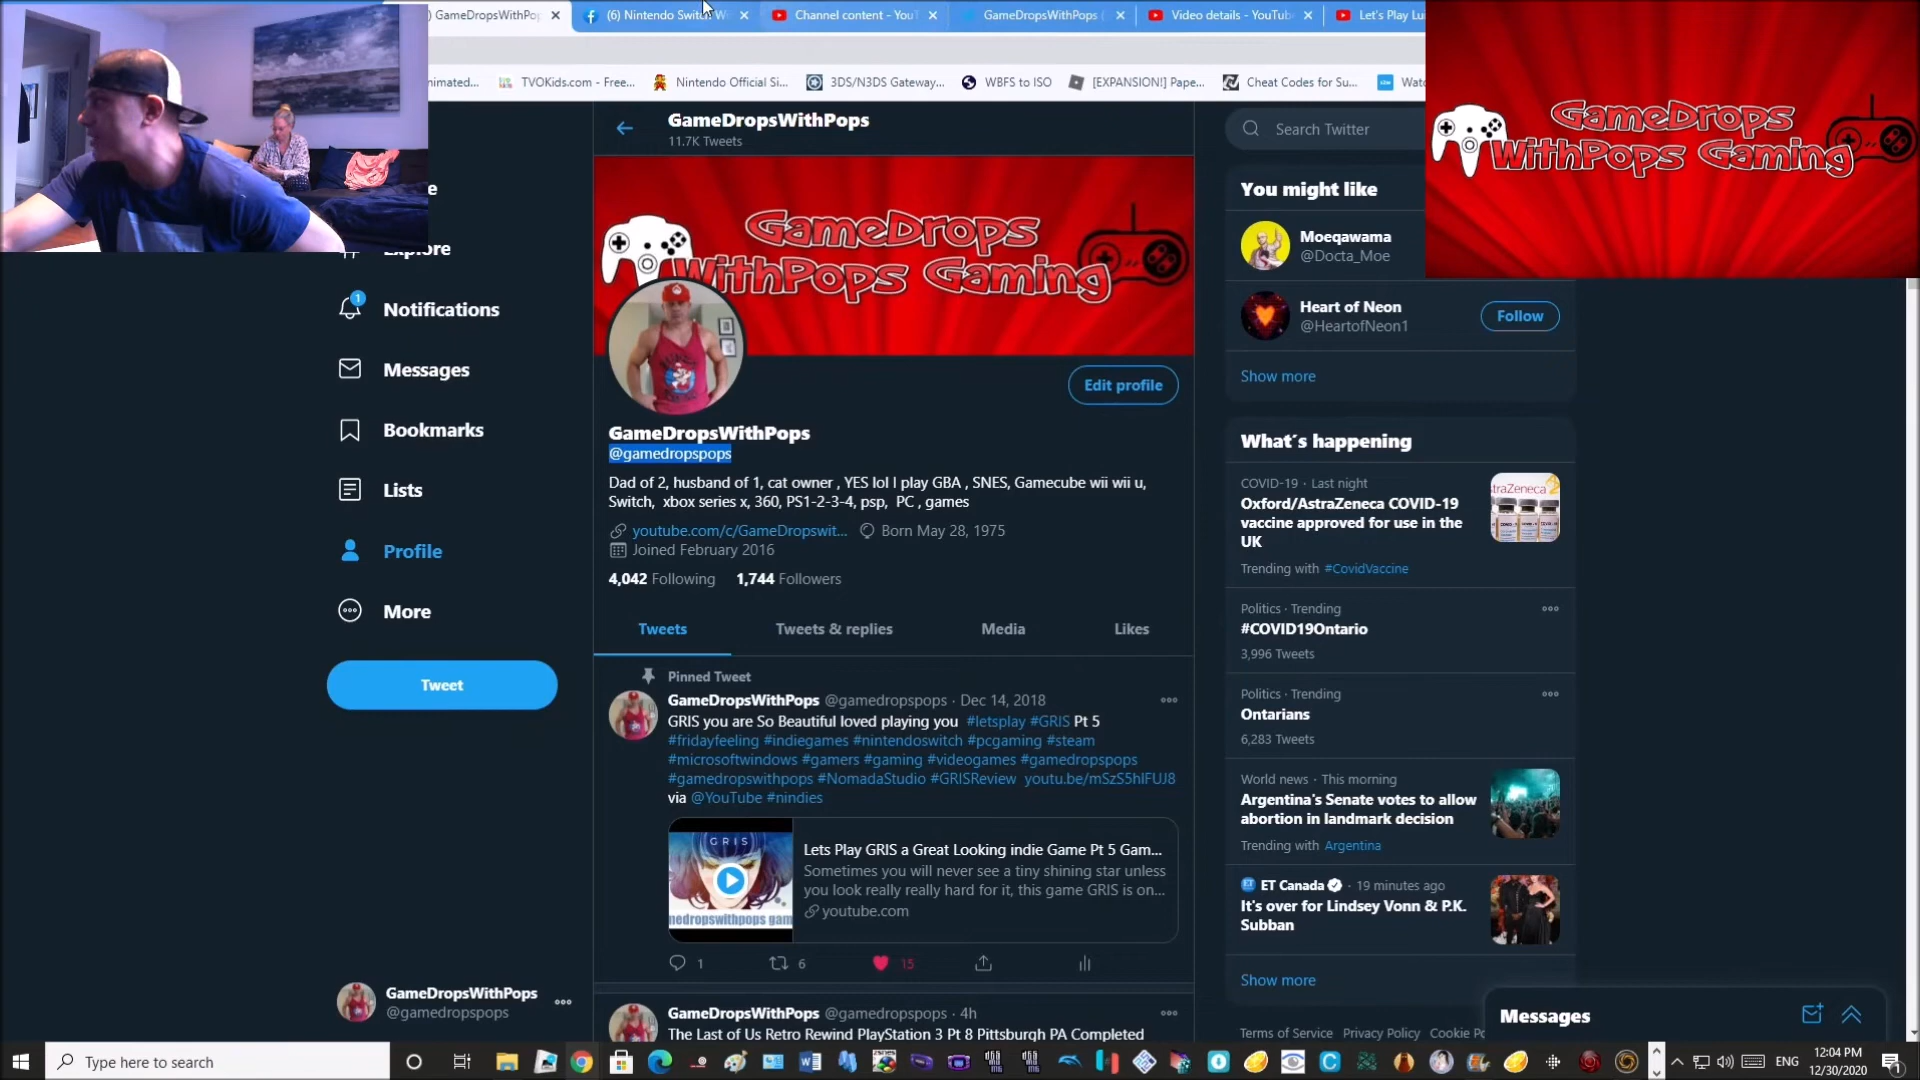 ) GameDropsWithPop
(6) Nintendo Switch W
Channel content - YouT
GameDropsWithPops (
Video details - YouTub
Let's Play Lu
nimated...
TVOKids.com - Free...
Nintendo Official Si...
3DS/N3DS Gateway...
WBFS to ISO
[EXPANSION!] Pape...
Cheat Codes for Su...
Watc
GameDropsWithPops
11.7K Tweets
Search Twitter
GameDrops
WithPops Gaming
GameDrops
WithPops Gaming
e
Explore
Notifications
1
Messages
Bookmarks
Lists
Profile
More
Tweet
Edit profile
GameDropsWithPops
@gamedropspops
Dad of 2, husband of 1, cat owner , YES lol I play GBA , SNES, Gamecube wii wii u,
Switch, xbox series x, 360, PS1-2-3-4, psp, PC , games
youtube.com/c/GameDropswit... Born May 28, 1975
Joined February 2016
4,042 Following 1,744 Followers
Tweets
Tweets & replies
Media
Likes
Pinned Tweet
GameDropsWithPops @gamedropspops · Dec 14, 2018
GRIS you are So Beautiful loved playing you #letsplay #GRIS Pt 5
#fridayfeeling #indiegames #nintendoswitch #pcgaming #steam
#microsoftwindows #gamers #gaming #videogames #gamedropspops
#gamedropswithpops #NomadaStudio #GRISReview youtu.be/mSzS5hlFUJ8
via @YouTube #nindies
GRIS
nedropswithpops gam
Lets Play GRIS a Great Looking indie Game Pt 5 Gam...
Sometimes you will never see a tiny shining star unless
you look really really hard for it, this game GRIS is on...
youtube.com
1
6
15
GameDropsWithPops @gamedropspops · 4h
The Last of Us Retro Rewind PlayStation 3 Pt 8 Pittsburgh PA Completed
You might like
Moeqawama
@Docta_Moe
Heart of Neon
@HeartofNeon1
Follow
Show more
What's happening
COVID-19 · Last night
Oxford/AstraZeneca COVID-19
vaccine approved for use in the
UK
Trending with #CovidVaccine
Politics · Trending
#COVID19Ontario
3,996 Tweets
Politics · Trending
Ontarians
6,283 Tweets
World news · This morning
Argentina's Senate votes to allow
abortion in landmark decision
Trending with Argentina
ET Canada · 19 minutes ago
It's over for Lindsey Vonn & P.K.
Subban
Show more
Terms of Service Privacy Policy Cookie Po
Messages
GameDropsWithPops
@gamedropspops
Type here to search
ENG
12:04 PM
12/30/2020
1